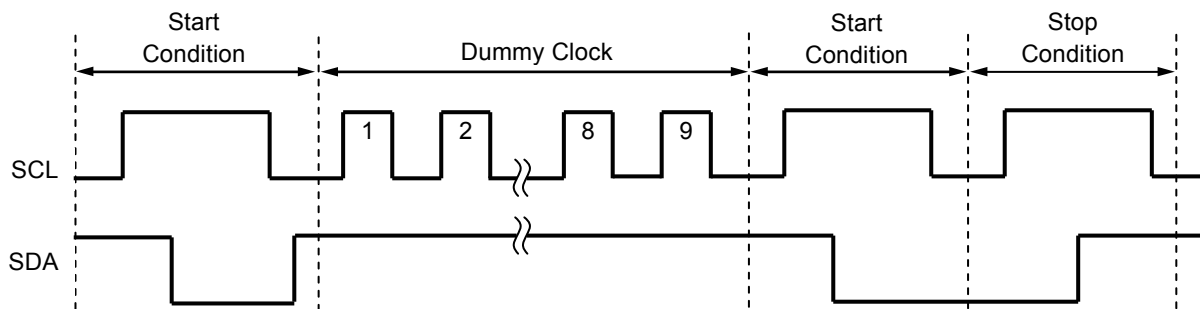 Start
Condition
Dummy Clock
Start
Condition
Stop
Condition
SCL
1
2
8
9
SDA